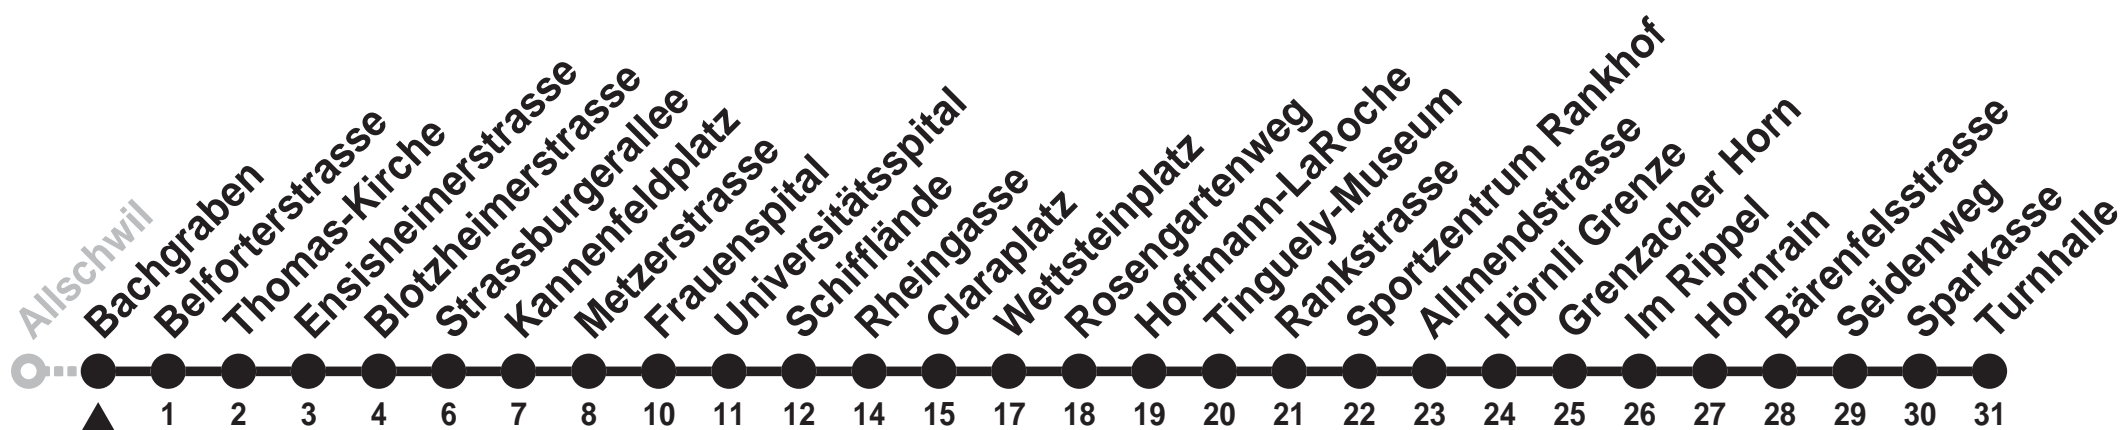 Allschwil
Bachgraben
Belforterstrasse
Thomas-Kirche
Ensisheimerstrasse
Blotzheimerstrasse
Strassburgerallee
Kannenfeldplatz
Metzerstrasse
Frauenspital
Universitätsspital
Schifflände
Rheingasse
Claraplatz
Wettsteinplatz
Rosengartenweg
Hoffmann-LaRoche
Tinguely-Museum
Rankstrasse
Sportzentrum Rankhof
Allmendstrasse
Hörnli Grenze
Grenzacher Horn
Im Rippel
Hornrain
Bärenfelsstrasse
Seidenweg
Sparkasse
Turnhalle
1 2 3 4 6 7 8 10 11 12 14 15 17 18 19 20 21 22 23 24 25 26 27 28 29 30 31